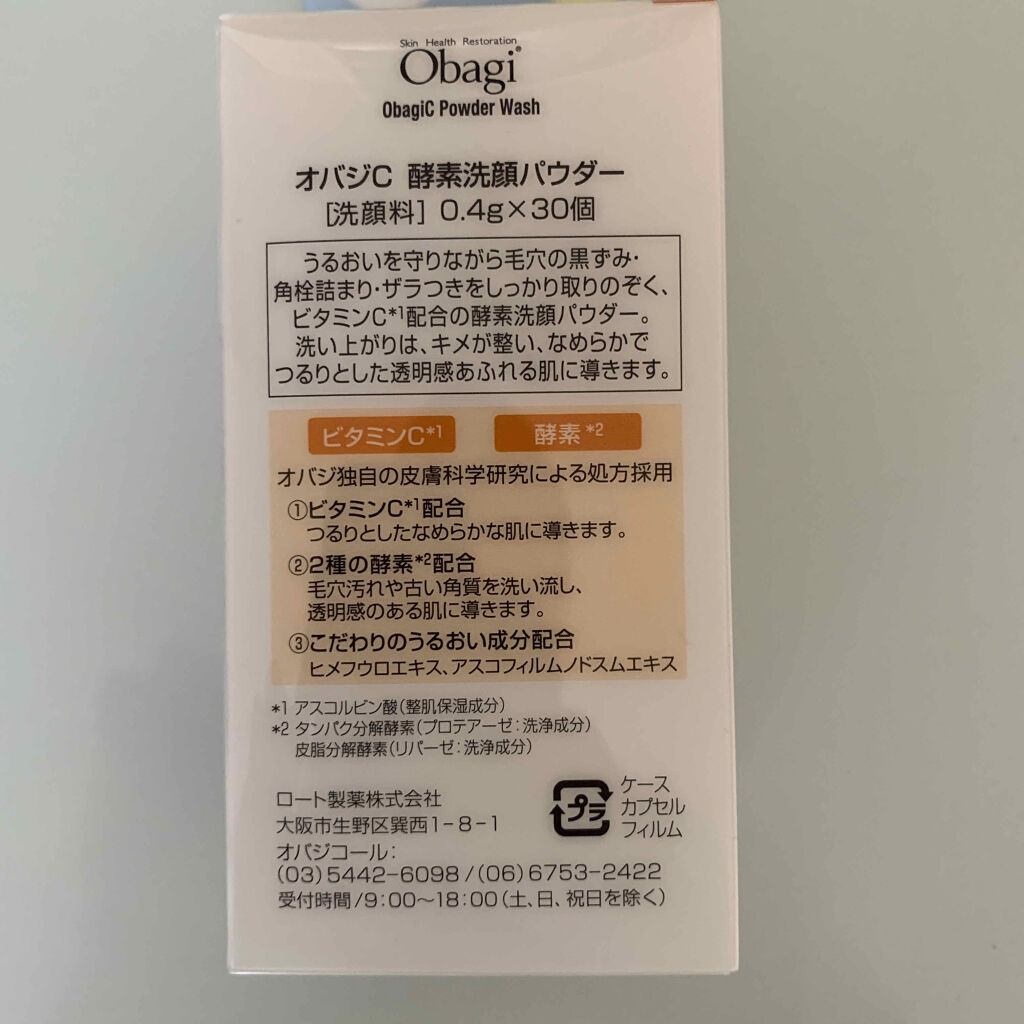 Skin Health Restoration
Obagi®
ObagiC Powder Wash
オバジC 酵素洗顔パウダー
[洗顔料] 0.4g×30個
うるおいを守りながら毛穴の黒ずみ・
角栓詰まり・ザラつきをしっかり取りのぞく、
ビタミンC*1配合の酵素洗顔パウダー。
洗い上がりは、キメが整い、なめらかで
つるりとした透明感あふれる肌に導きます。
ビタミンC*1 酵素*2
オバジ独自の皮膚科学研究による処方採用
①ビタミンC*1配合
つるりとしたなめらかな肌に導きます。
②2種の酵素*2配合
毛穴汚れや古い角質を洗い流し、
透明感のある肌に導きます。
③こだわりのうるおい成分配合
ヒメフウロエキス、アスコフィルムノドスムエキス
*1 アスコルビン酸(整肌保湿成分)
*2 タンパク分解酵素(プロテアーゼ:洗浄成分)
皮脂分解酵素(リパーゼ:洗浄成分)
ロート製薬株式会社
大阪市生野区巽西1-8-1
オバジコール:
(03)5442-6098/(06)6753-2422
受付時間/9:00〜18:00(土、日、祝日を除く)
プラ
ケース
カプセル
フィルム